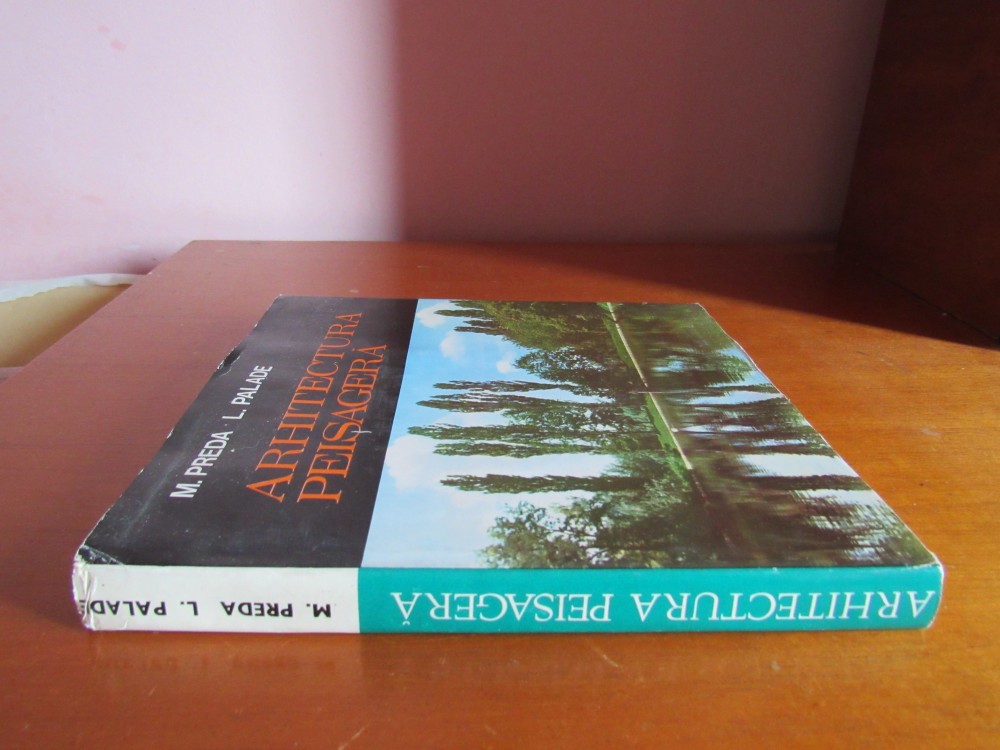 M. PREDA · L. PALADE
ARHITECTURA
PEISAGERĂ
M. PREDA L. PALADE
ARHITECTURA PEISAGERĂ